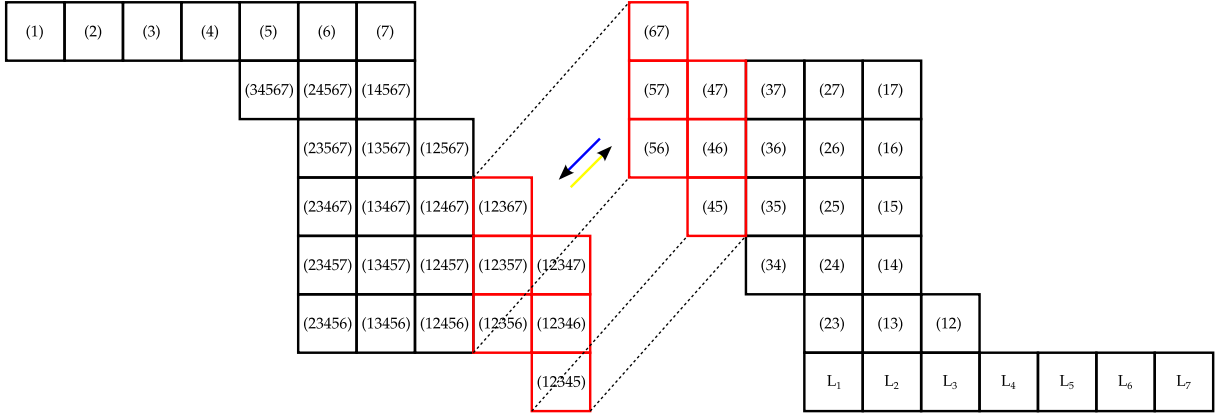 (1) (2) (3) (4) (5) (6) (7) (67)
(34567) (24567) (14567) (57) (47) (37) (27) (17)
(23567) (13567) (12567) (56) (46) (36) (26) (16)
(23467) (13467) (12467) (12367) (45) (35) (25) (15)
(23457) (13457) (12457) (12357) (12347) (34) (24) (14)
(23456) (13456) (12456) (12356) (12346) (23) (13) (12)
(12345) L₁ L₂ L₃ L₄ L₅ L₆ L₇